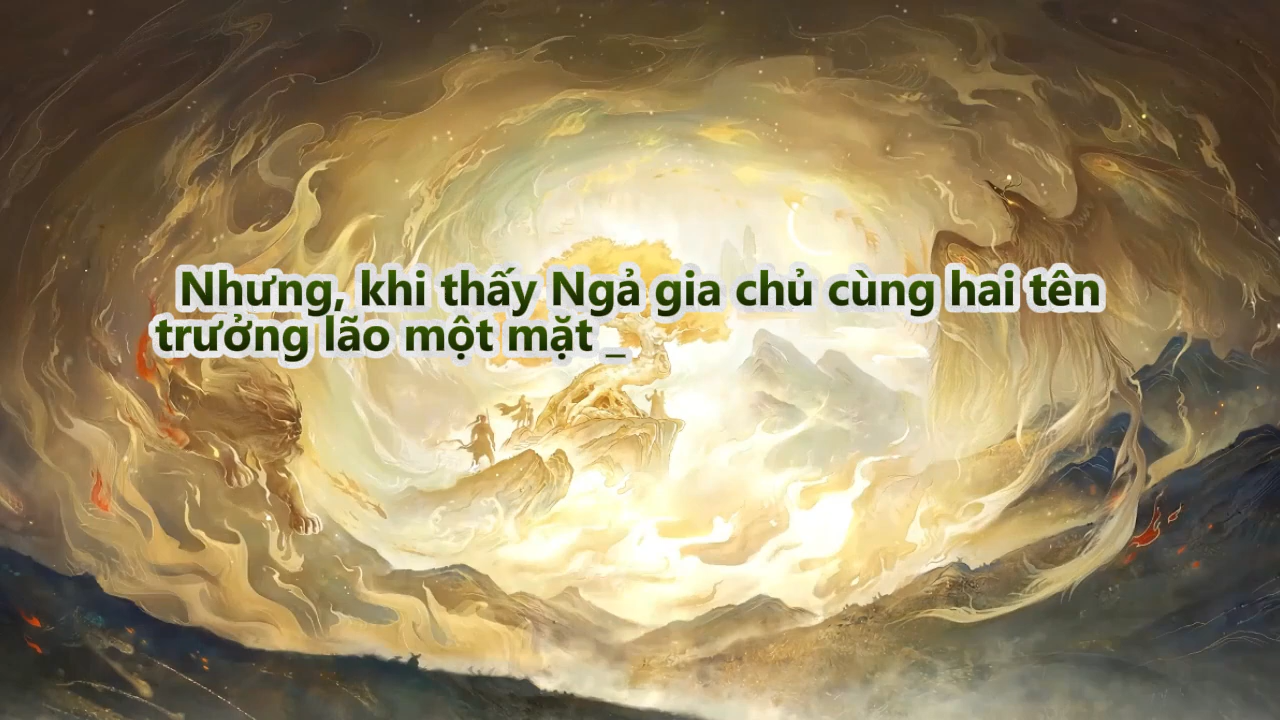 Nhưng, khi thấy Ngả gia chủ cùng hai tên
trưởng lão một mặt _